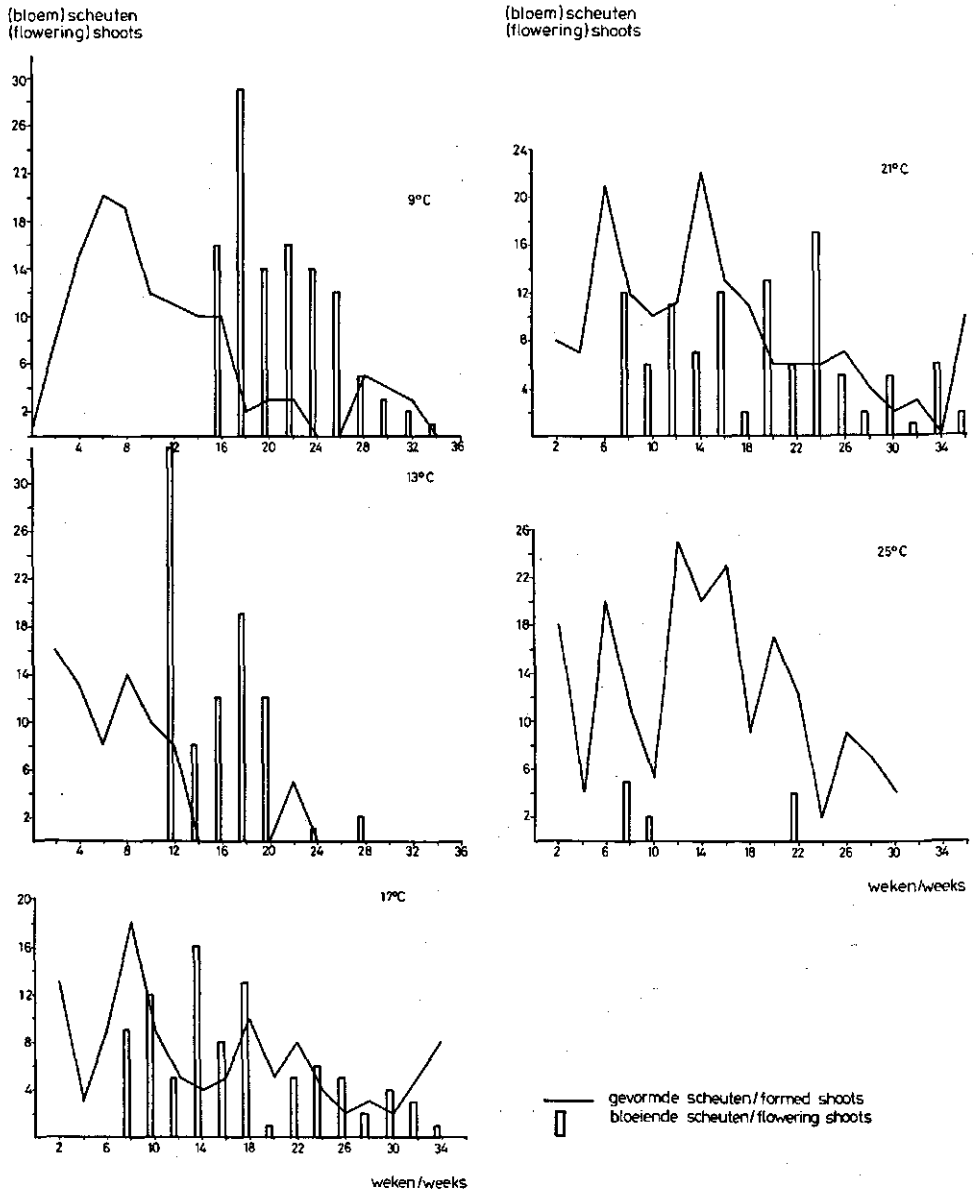 (bloem) scheuten
(flowering) shoots
30
26
22
18
14
10
6
2
9°C
4 8 12 16 20 24 28 32 36
30
26
22
18
14
10
6
2
13°C
4 8 12 16 20 24 28 32 36
20
16
12
8
4
17°C
2 6 10 14 18 22 26 30 34
weken/weeks
(bloem) scheuten
(flowering) shoots
24
20
16
12
8
4
21°C
2 6 10 14 18 22 26 30 34
26
22
18
14
10
6
2
25°C
2 6 10 14 18 22 26 30 34
weken/weeks
gevormde scheuten/formed shoots
bloeiende scheuten/flowering shoots